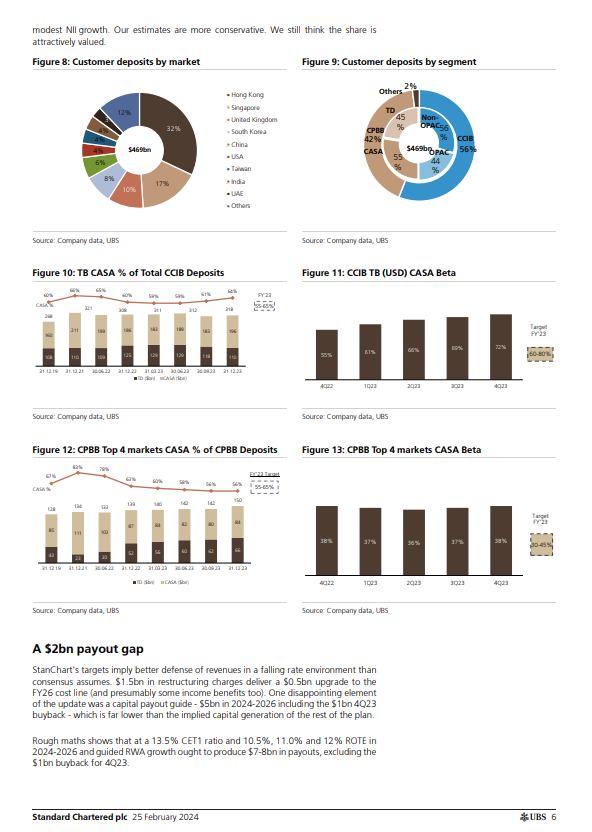 modest NII growth. Our estimates are more conservative. We still think the share is
attractively valued.
Figure 8: Customer deposits by market
32%
17%
10%
8%
6%
4%
4%
4%
12%
$469bn
Hong Kong
Singapore
United Kingdom
South Korea
China
USA
Taiwan
India
UAE
Others
Source: Company data, UBS
Figure 9: Customer deposits by segment
Others 2%
TD
45
%
Non-
OPAC
56
%
CPBB
42%
CASA
55
%
$469bn
OPAC
44
%
CCIB
56%
Source: Company data, UBS
Figure 10: TB CASA % of Total CCIB Deposits
60% 66% 65% 60% 59% 59% 61% 64%
CASA %
FY'23
55-65%
268 321 308 311 312 318
160 211 199 186 183 189 183 196
108 110 109 125 129 129 118 110
31.12.19 31.12.21 30.06.22 31.12.22 31.03.23 30.06.23 30.09.23 31.12.23
TD ($bn) CASA ($bn)
Source: Company data, UBS
Figure 11: CCIB TB (USD) CASA Beta
55% 61% 66% 69% 72%
Target
FY'23
60-80%
4Q22 1Q23 2Q23 3Q23 4Q23
Source: Company data, UBS
Figure 12: CPBB Top 4 markets CASA % of CPBB Deposits
67% 83% 78% 63% 60% 58% 56% 56%
CASA %
FY'23 Target
55-65%
128 134 133 139 140 142 142 150
85 111 103 87 84 82 80 84
43 23 30 52 56 60 62 66
31.12.19 31.12.21 30.06.22 31.12.22 31.03.23 30.06.23 30.09.23 31.12.23
TD ($bn) CASA ($bn)
Source: Company data, UBS
Figure 13: CPBB Top 4 markets CASA Beta
38% 37% 36% 37% 38%
Target
FY'23
30-45%
4Q22 1Q23 2Q23 3Q23 4Q23
Source: Company data, UBS
A $2bn payout gap
StanChart's targets imply better defense of revenues in a falling rate environment than
consensus assumes. $1.5bn in restructuring charges deliver a $0.5bn upgrade to the
FY26 cost line (and presumably some income benefits too). One disappointing element
of the update was a capital payout guide - $5bn in 2024-2026 including the $1bn 4Q23
buyback - which is far lower than the implied capital generation of the rest of the plan.
Rough maths shows that at a 13.5% CET1 ratio and 10.5%, 11.0% and 12% ROTE in
2024-2026 and guided RWA growth ought to produce $7-8bn in payouts, excluding the
$1bn buyback for 4Q23.
Standard Chartered plc 25 February 2024
UBS 6